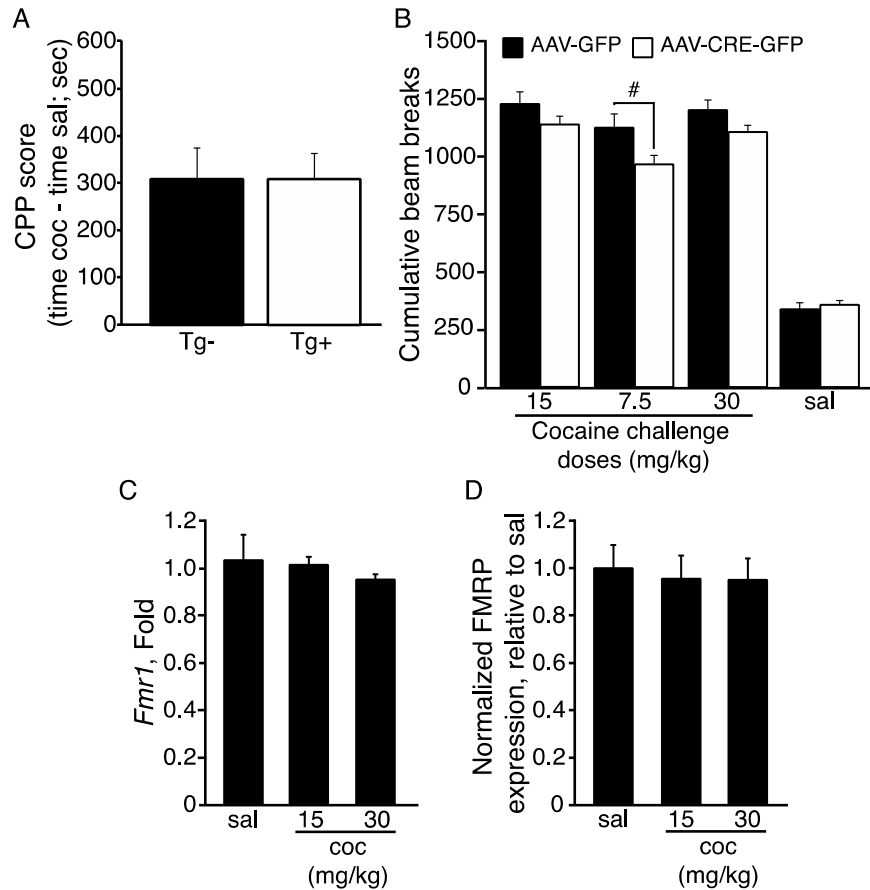 A
CPP score
(time coc - time sal; sec)
600
500
400
300
200
100
0
Tg- Tg+
B
AAV-GFP AAV-CRE-GFP
Cumulative beam breaks
1500
1250
1000
750
500
250
0
#
15 7.5 30 sal
Cocaine challenge
doses (mg/kg)
C
Fmr1, Fold
1.2
1.0
0.8
0.6
0.4
0.2
0
sal 15 30
coc
(mg/kg)
D
Normalized FMRP
expression, relative to sal
1.2
1.0
0.8
0.6
0.4
0.2
0
sal 15 30
coc
(mg/kg)